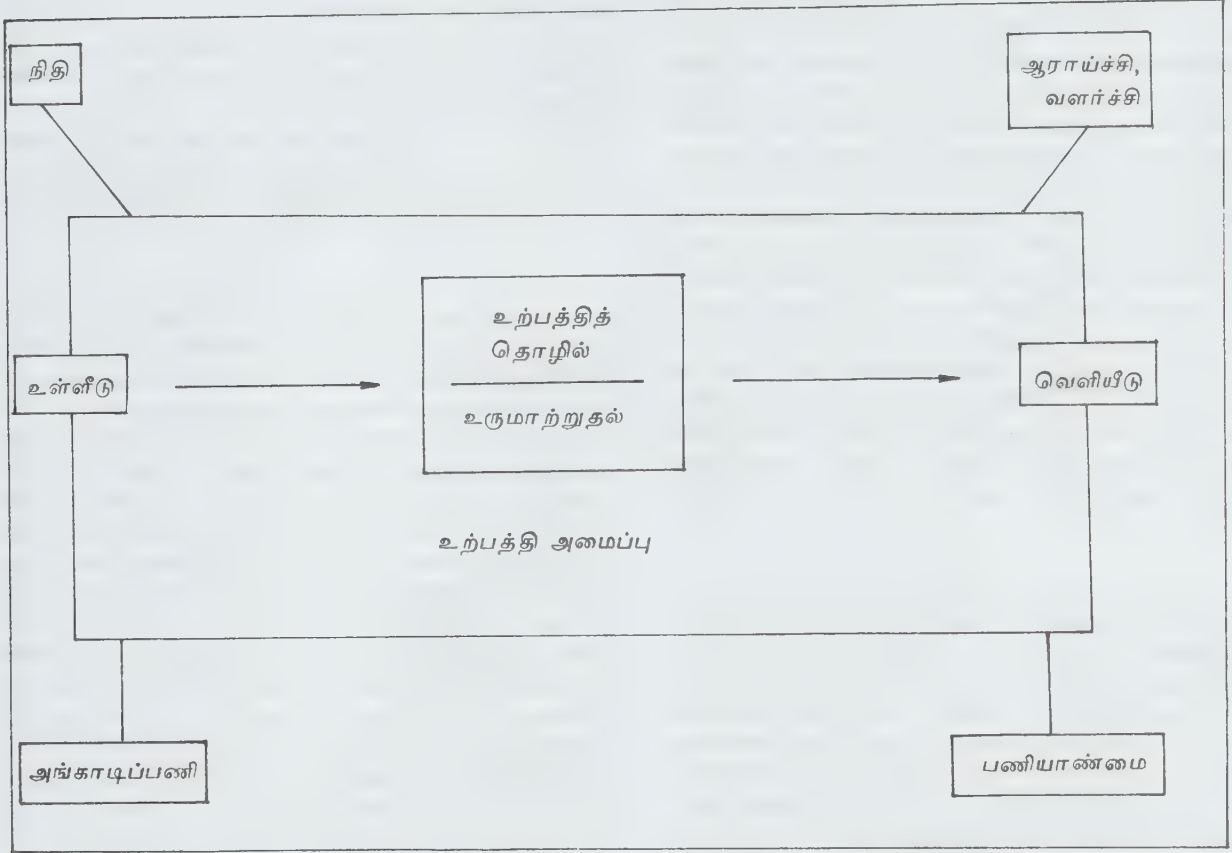 நிதி
ஆராய்ச்சி,
வளர்ச்சி
உற்பத்தித்
தொழில்
உள்ளீடு
வெளியீடு
உருமாற்றுதல்
உற்பத்தி அமைப்பு
அங்காடிப்பணி
பணியாண்மை